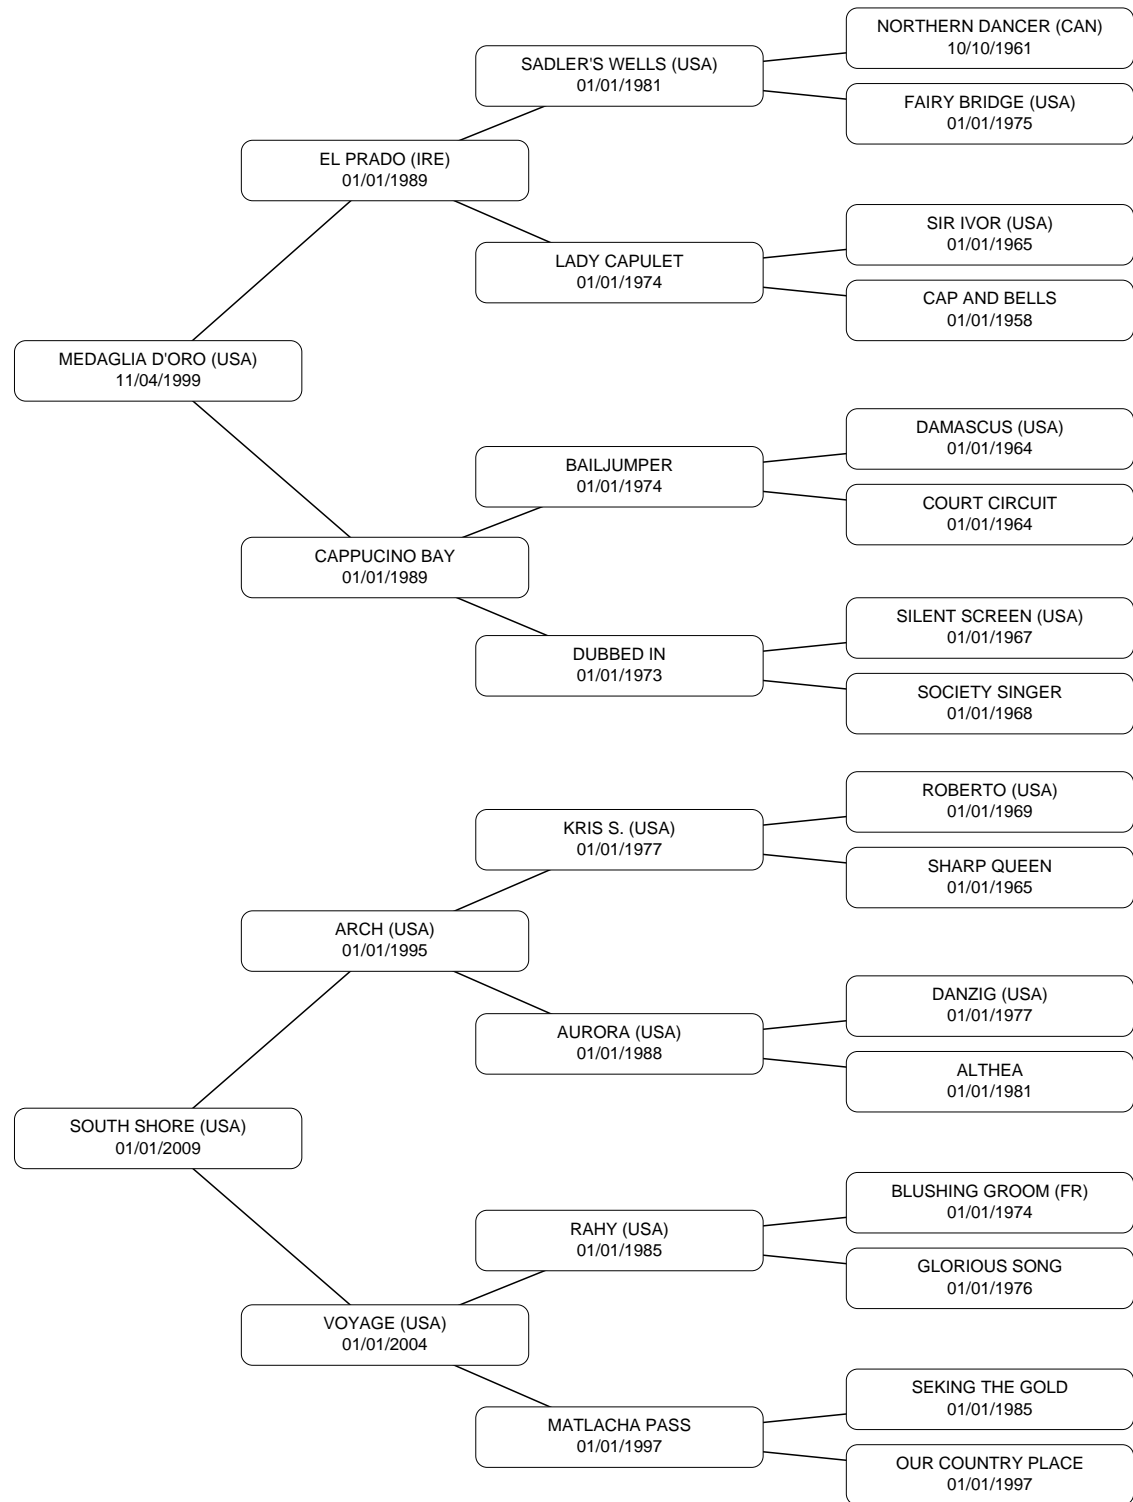 NORTHERN DANCER (CAN)
10/10/1961
SADLER'S WELLS (USA)
01/01/1981
FAIRY BRIDGE (USA)
01/01/1975
EL PRADO (IRE)
01/01/1989
SIR IVOR (USA)
01/01/1965
LADY CAPULET
01/01/1974
CAP AND BELLS
01/01/1958
MEDAGLIA D'ORO (USA)
11/04/1999
DAMASCUS (USA)
01/01/1964
BAILJUMPER
01/01/1974
COURT CIRCUIT
01/01/1964
CAPPUCINO BAY
01/01/1989
SILENT SCREEN (USA)
01/01/1967
DUBBED IN
01/01/1973
SOCIETY SINGER
01/01/1968
ROBERTO (USA)
01/01/1969
KRIS S. (USA)
01/01/1977
SHARP QUEEN
01/01/1965
ARCH (USA)
01/01/1995
DANZIG (USA)
01/01/1977
AURORA (USA)
01/01/1988
ALTHEA
01/01/1981
SOUTH SHORE (USA)
01/01/2009
BLUSHING GROOM (FR)
01/01/1974
RAHY (USA)
01/01/1985
GLORIOUS SONG
01/01/1976
VOYAGE (USA)
01/01/2004
SEKING THE GOLD
01/01/1985
MATLACHA PASS
01/01/1997
OUR COUNTRY PLACE
01/01/1997